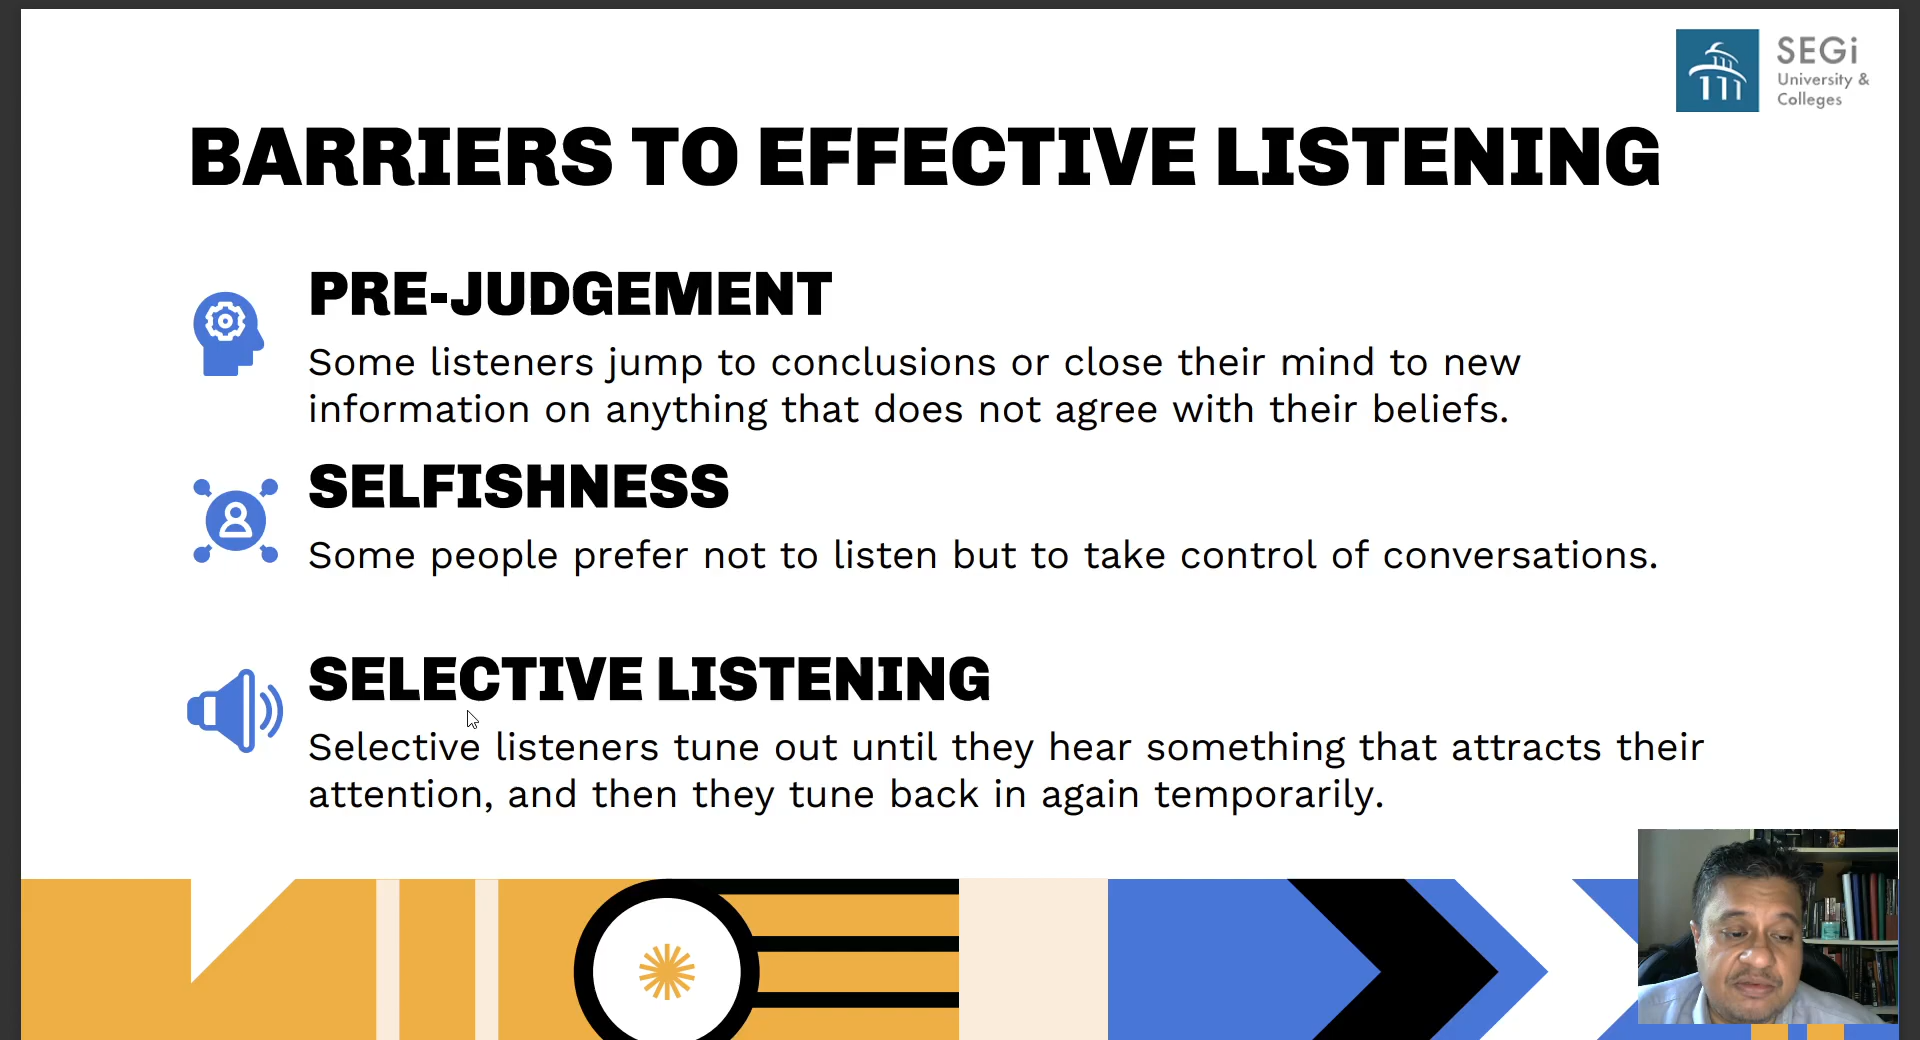 SEGi
University &
Colleges
BARRIERS TO EFFECTIVE LISTENING
PRE-JUDGEMENT
Some listeners jump to conclusions or close their mind to new
information on anything that does not agree with their beliefs.
SELFISHNESS
Some people prefer not to listen but to take control of conversations.
SELECTIVE LISTENING
Selective listeners tune out until they hear something that attracts their
attention, and then they tune back in again temporarily.